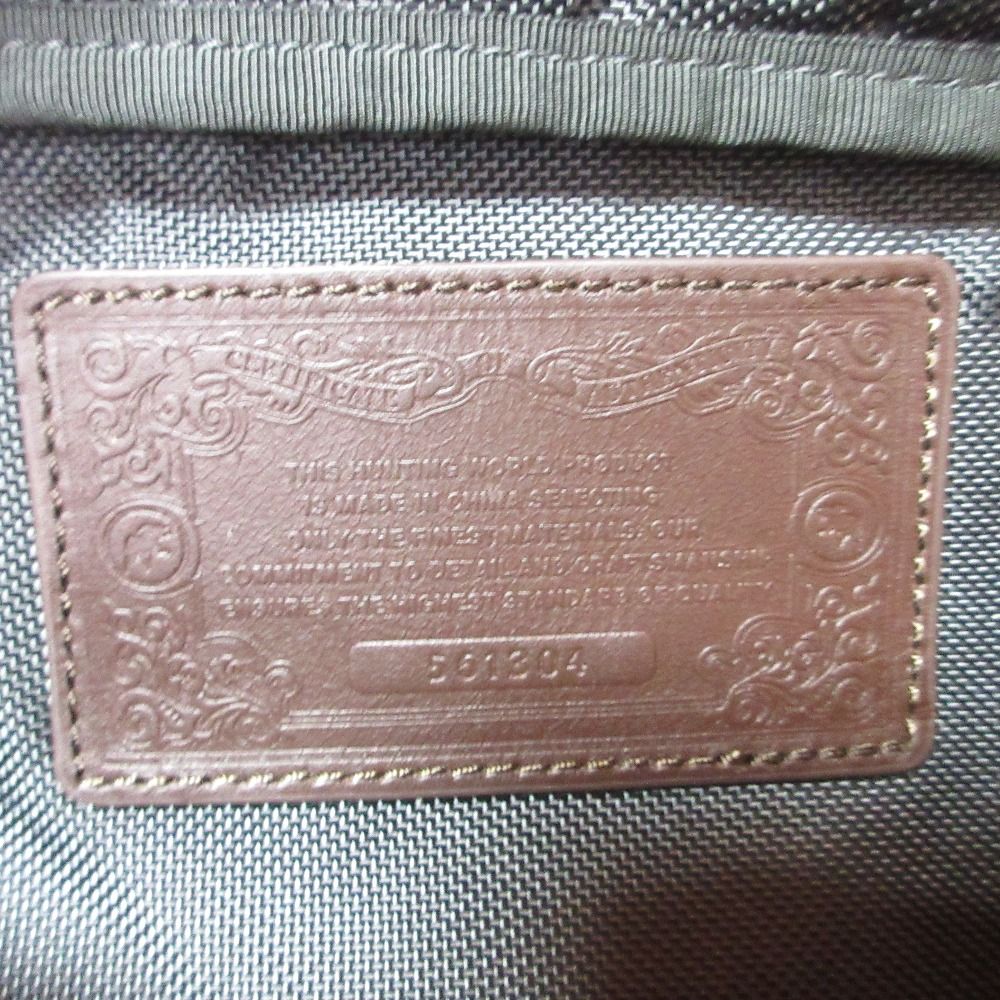 CERTIFICATE OF AUTHENTICITY
THIS HUNTING WORLD PRODUCT
IS MADE IN CHINA SELECTING
ONLY THE FINEST MATERIALS. OUR
COMMITMENT TO DETAIL AND CRAFTSMANSHIP
ENSURES THE HIGHEST STANDARD OF QUALITY
561304